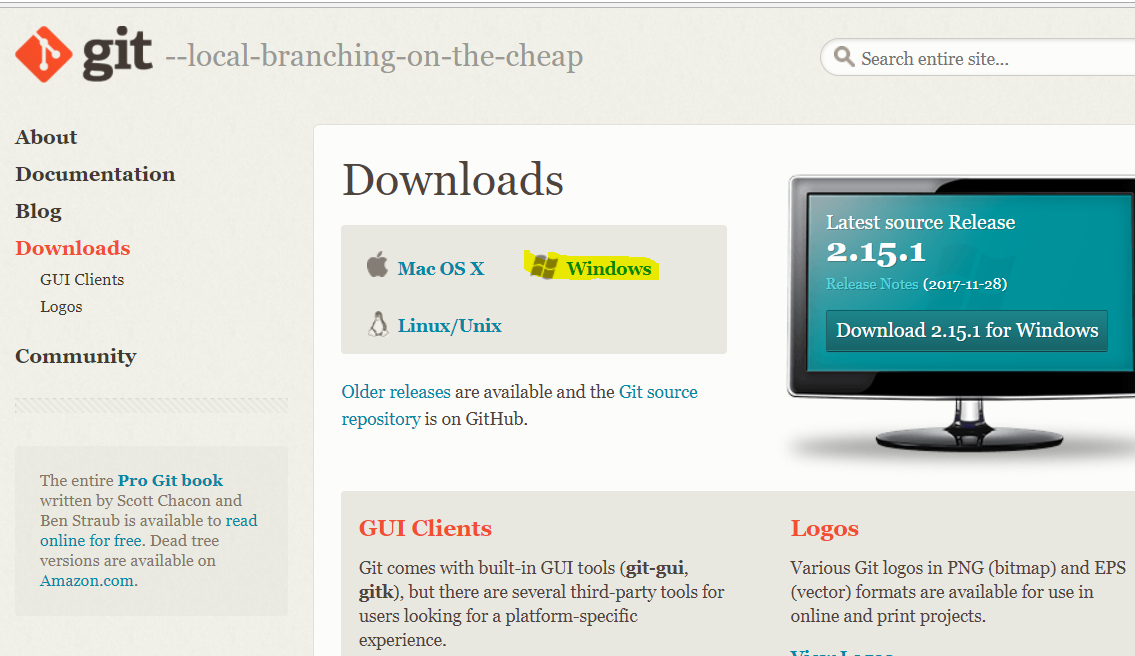 git --local-branching-on-the-cheap
Search entire site...
About
Documentation
Blog
Downloads
GUI Clients
Logos
Community
The entire Pro Git book
written by Scott Chacon and
Ben Straub is available to read
online for free. Dead tree
versions are available on
Amazon.com.
Downloads
Mac OS X
Windows
Linux/Unix
Older releases are available and the Git source
repository is on GitHub.
Latest source Release
2.15.1
Release Notes (2017-11-28)
Download 2.15.1 for Windows
GUI Clients
Git comes with built-in GUI tools (git-gui,
gitk), but there are several third-party tools for
users looking for a platform-specific
experience.
Logos
Various Git logos in PNG (bitmap) and EPS
(vector) formats are available for use in
online and print projects.
View Logos